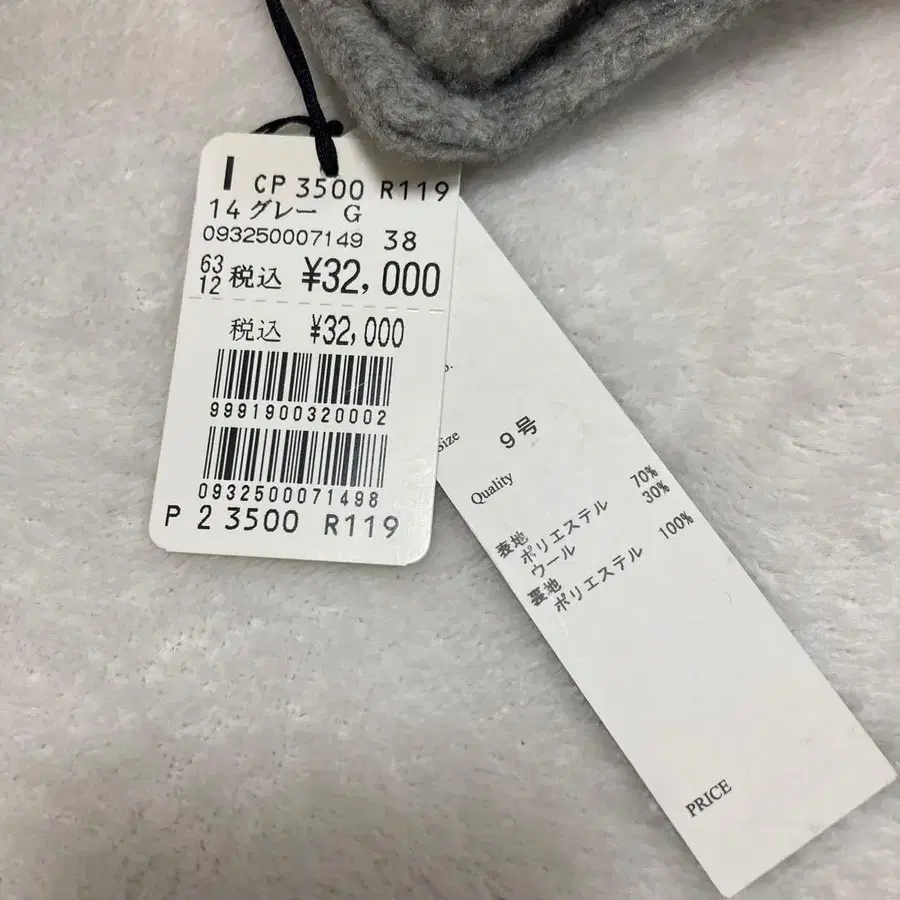 I CP 3500 R119
14 グレー G
093250007149 38
63
12 税込 ¥32,000
税込 ¥32,000
9991900320002
0932500071498
P 2 3500 R119
Size 9号
Quality
表地
ポリエステル 70%
ウール 30%
裏地
ポリエステル 100%
PRICE